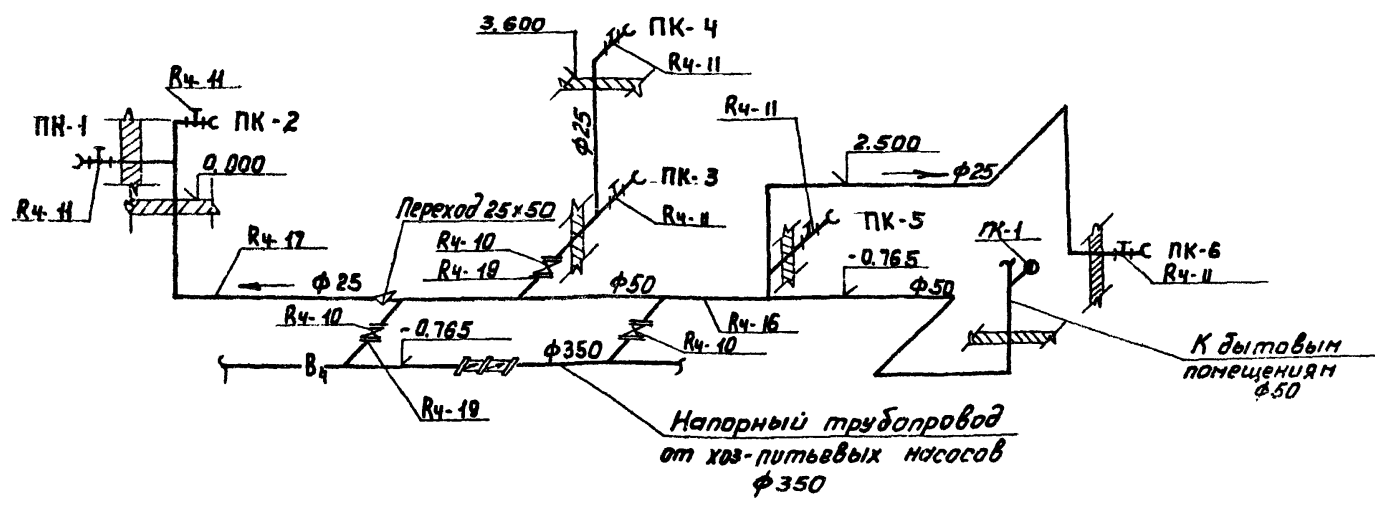 3.600
ПК-4
Rч-11
Rч-11
ПК-1
ПК-2
0.000
Rч-11
ф25
Rч-11
2.500
ф25
ПК-3
Rч-11
Переход 25×50
ПК-5
ПК-1
ПК-6
Rч-11
Rч-10
Rч-19
Rч-17
ф25
ф50
-0.765
ф50
Rч-10
-0.765
Rч-16
Rч-10
В4
ф350
Rч-19
К бытовым
помещениям
ф50
Напорный трубопровод
от хоз-питьевых насосов
ф350